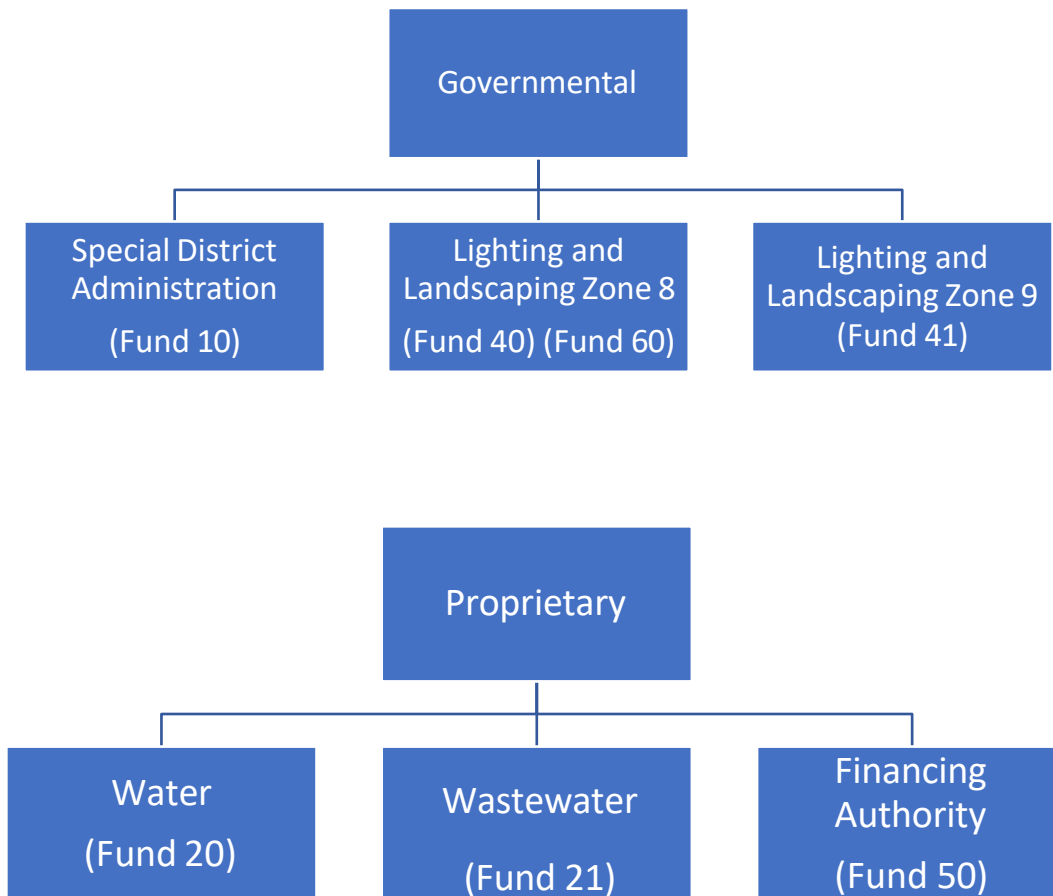 Governmental
Special District
Administration
(Fund 10)
Lighting and
Landscaping Zone 8
(Fund 40) (Fund 60)
Lighting and
Landscaping Zone 9
(Fund 41)
Proprietary
Water
(Fund 20)
Wastewater
(Fund 21)
Financing
Authority
(Fund 50)